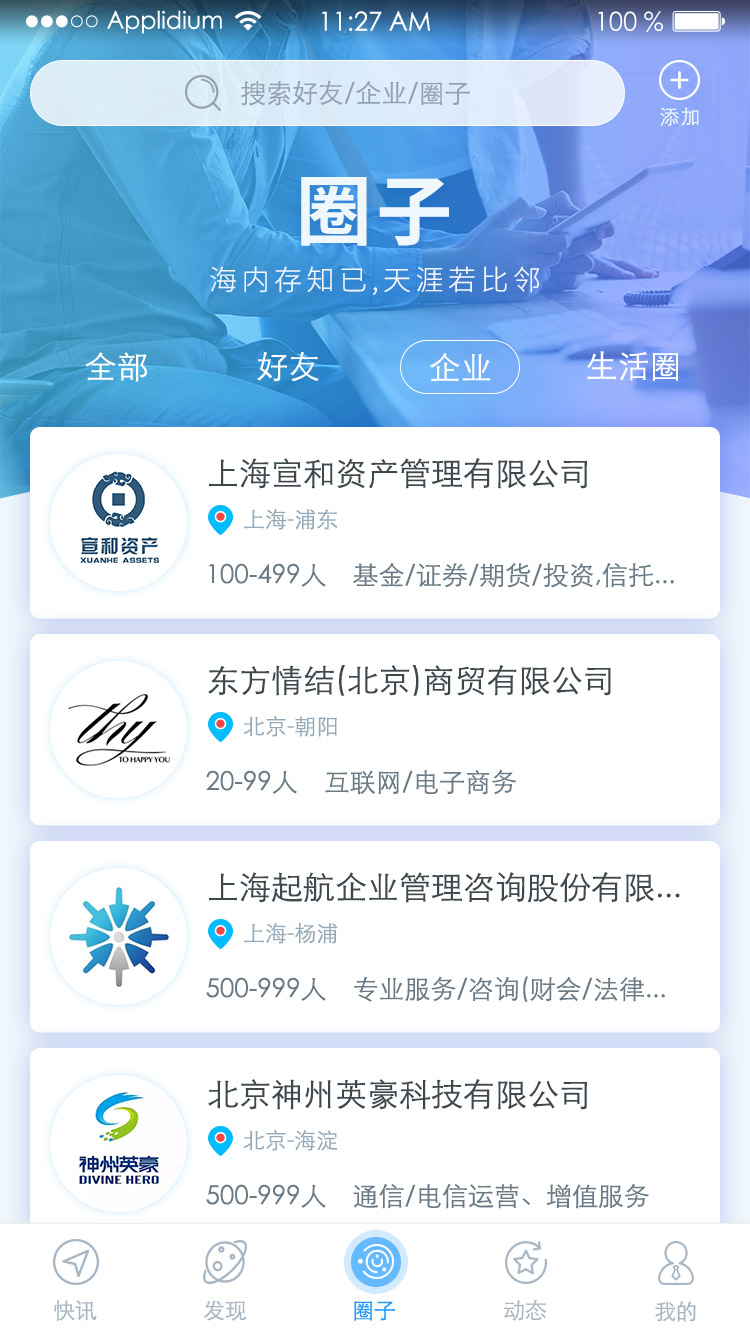 Applidium 11:27 AM 100 %
搜索好友/企业/圈子
添加
圈子
海内存知已,天涯若比邻
全部 好友 企业 生活圈
上海宣和资产管理有限公司
上海-浦东
100-499人 基金/证券/期货/投资,信托...
宣和资产
XUANHE ASSETS
东方情结(北京)商贸有限公司
北京-朝阳
20-99人 互联网/电子商务
thy
TO HAPPY YOU
上海起航企业管理咨询股份有限...
上海-杨浦
500-999人 专业服务/咨询(财会/法律...
北京神州英豪科技有限公司
北京-海淀
500-999人 通信/电信运营、增值服务
神州英豪
DIVINE HERO
快讯 发现 圈子 动态 我的